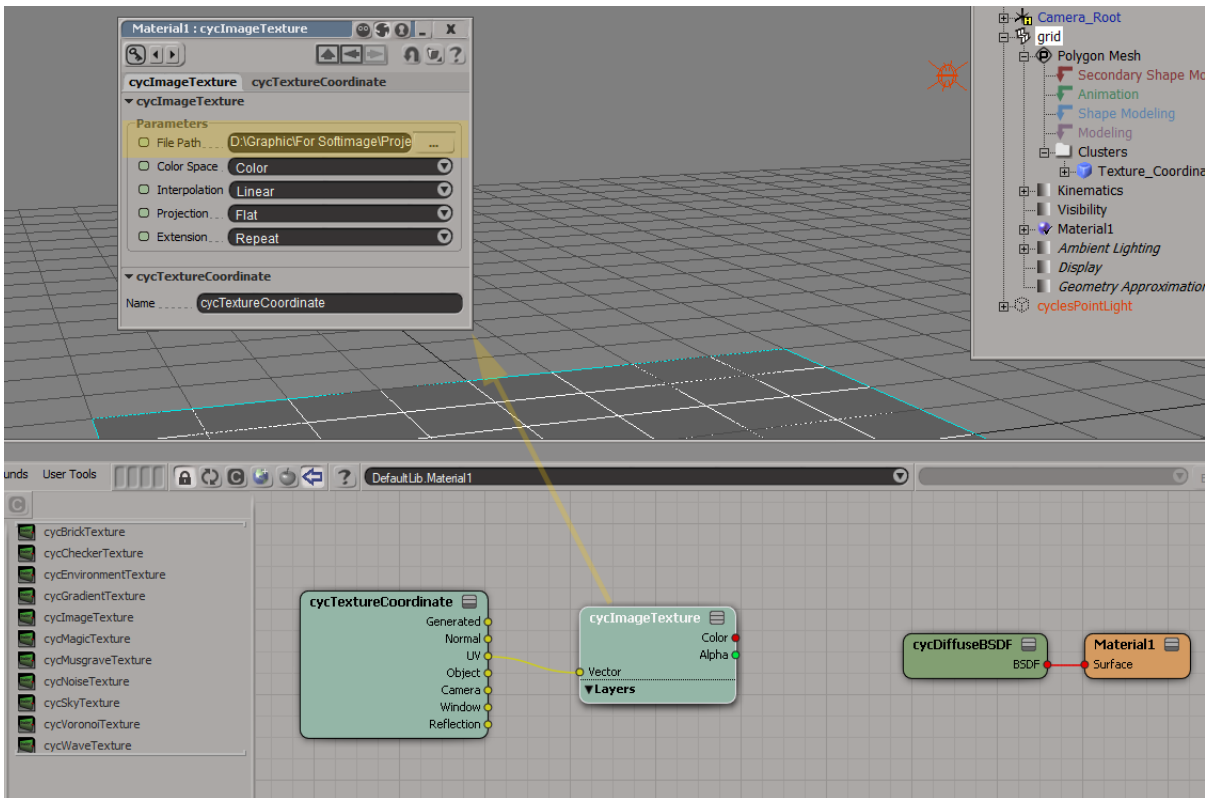 Material1 : cycImageTexture
X
?
cycImageTexture cycTextureCoordinate
cycImageTexture
Parameters
File Path D:\Graphic\For Softimage\Proje ...
Color Space Color
Interpolation Linear
Projection Flat
Extension Repeat
cycTextureCoordinate
Name cycTextureCoordinate
Camera_Root
grid
Polygon Mesh
Secondary Shape Mo
Animation
Shape Modeling
Modeling
Clusters
Texture_Coordina
Kinematics
Visibility
Material1
Ambient Lighting
Display
Geometry Approximation
cyclesPointLight
unds User Tools C ? DefaultLib.Material1
C
cycBrickTexture
cycCheckerTexture
cycEnvironmentTexture
cycGradientTexture
cycImageTexture
cycMagicTexture
cycMusgraveTexture
cycNoiseTexture
cycSkyTexture
cycVoronoiTexture
cycWaveTexture
cycTextureCoordinate
Generated
Normal
UV
Object
Camera
Window
Reflection
cycImageTexture
Color
Alpha
Vector
Layers
cycDiffuseBSDF
BSDF
Material1
Surface